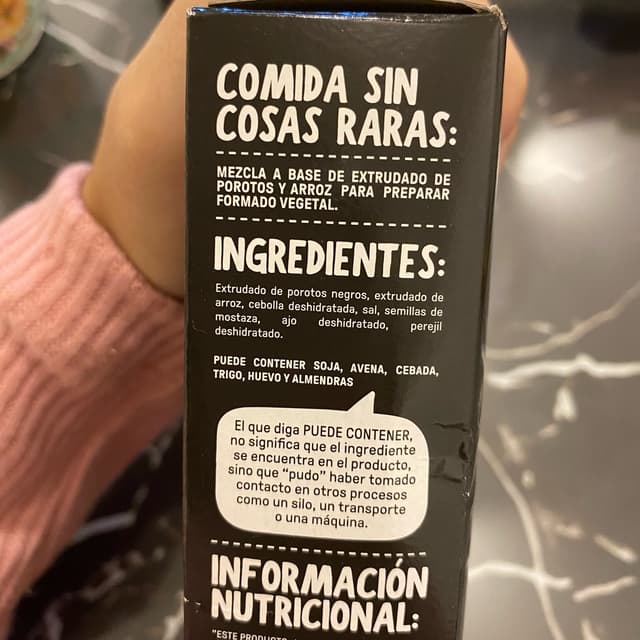 COMIDA SIN
COSAS RARAS:
MEZCLA A BASE DE EXTRUDADO DE
POROTOS Y ARROZ PARA PREPARAR
FORMADO VEGETAL.
INGREDIENTES:
Extrudado de porotos negros, extrudado de
arroz, cebolla deshidratada, sal, semillas de
mostaza, ajo deshidratado, perejil
deshidratado.
PUEDE CONTENER SOJA, AVENA, CEBADA,
TRIGO, HUEVO Y ALMENDRAS
El que diga PUEDE CONTENER,
no significa que el ingrediente
se encuentra en el producto,
sino que “pudo” haber tomado
contacto en otros procesos
como un silo, un transporte
o una máquina.
INFORMACIÓN
NUTRICIONAL:
"ESTE PRODUCTO